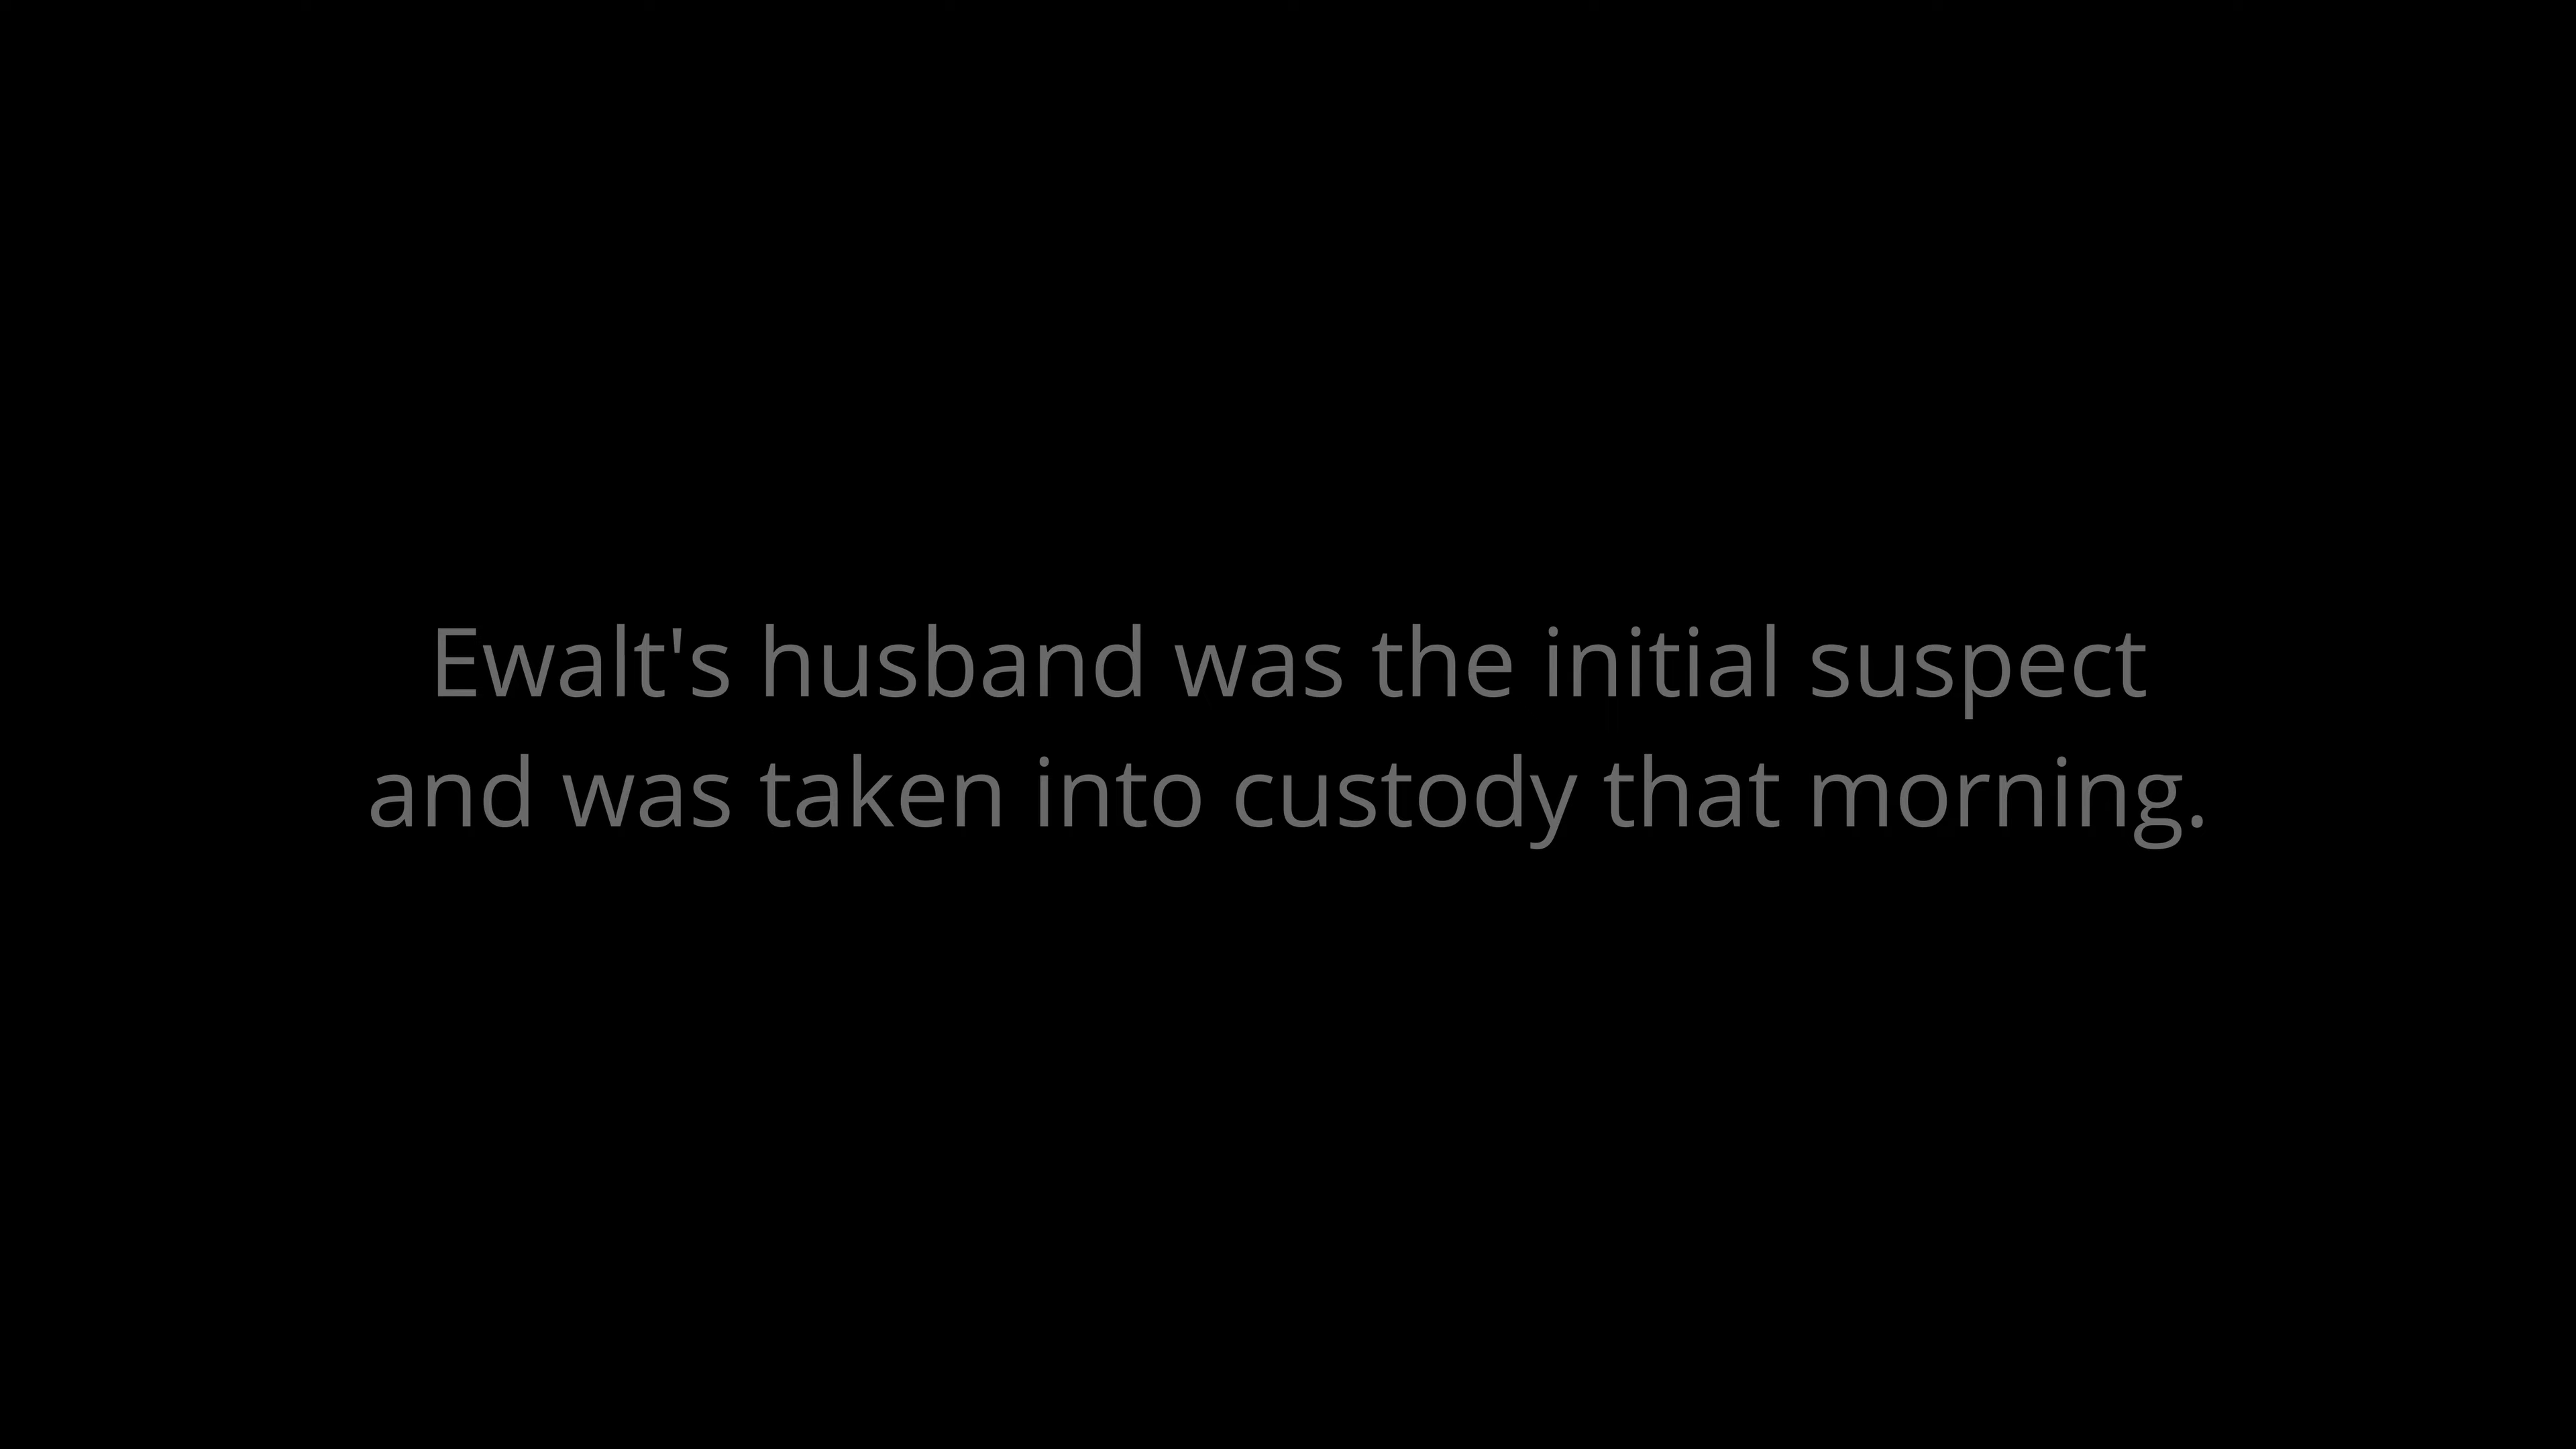 Ewalt's husband was the initial suspect
and was taken into custody that morning.